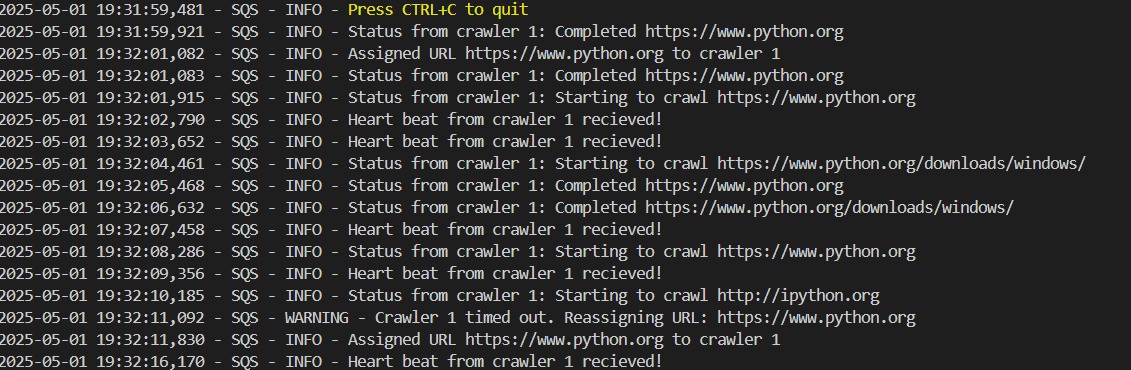 2025-05-01 19:31:59,481 - SQS - INFO - Press CTRL+C to quit
2025-05-01 19:31:59,921 - SQS - INFO - Status from crawler 1: Completed https://www.python.org
2025-05-01 19:32:01,082 - SQS - INFO - Assigned URL https://www.python.org to crawler 1
2025-05-01 19:32:01,083 - SQS - INFO - Status from crawler 1: Completed https://www.python.org
2025-05-01 19:32:01,915 - SQS - INFO - Status from crawler 1: Starting to crawl https://www.python.org
2025-05-01 19:32:02,790 - SQS - INFO - Heart beat from crawler 1 recieved!
2025-05-01 19:32:03,652 - SQS - INFO - Heart beat from crawler 1 recieved!
2025-05-01 19:32:04,461 - SQS - INFO - Status from crawler 1: Starting to crawl https://www.python.org/downloads/windows/
2025-05-01 19:32:05,468 - SQS - INFO - Status from crawler 1: Completed https://www.python.org
2025-05-01 19:32:06,632 - SQS - INFO - Status from crawler 1: Completed https://www.python.org/downloads/windows/
2025-05-01 19:32:07,458 - SQS - INFO - Heart beat from crawler 1 recieved!
2025-05-01 19:32:08,286 - SQS - INFO - Status from crawler 1: Starting to crawl https://www.python.org
2025-05-01 19:32:09,356 - SQS - INFO - Heart beat from crawler 1 recieved!
2025-05-01 19:32:10,185 - SQS - INFO - Status from crawler 1: Starting to crawl http://ipython.org
2025-05-01 19:32:11,092 - SQS - WARNING - Crawler 1 timed out. Reassigning URL: https://www.python.org
2025-05-01 19:32:11,830 - SQS - INFO - Assigned URL https://www.python.org to crawler 1
2025-05-01 19:32:16,170 - SQS - INFO - Heart beat from crawler 1 recieved!